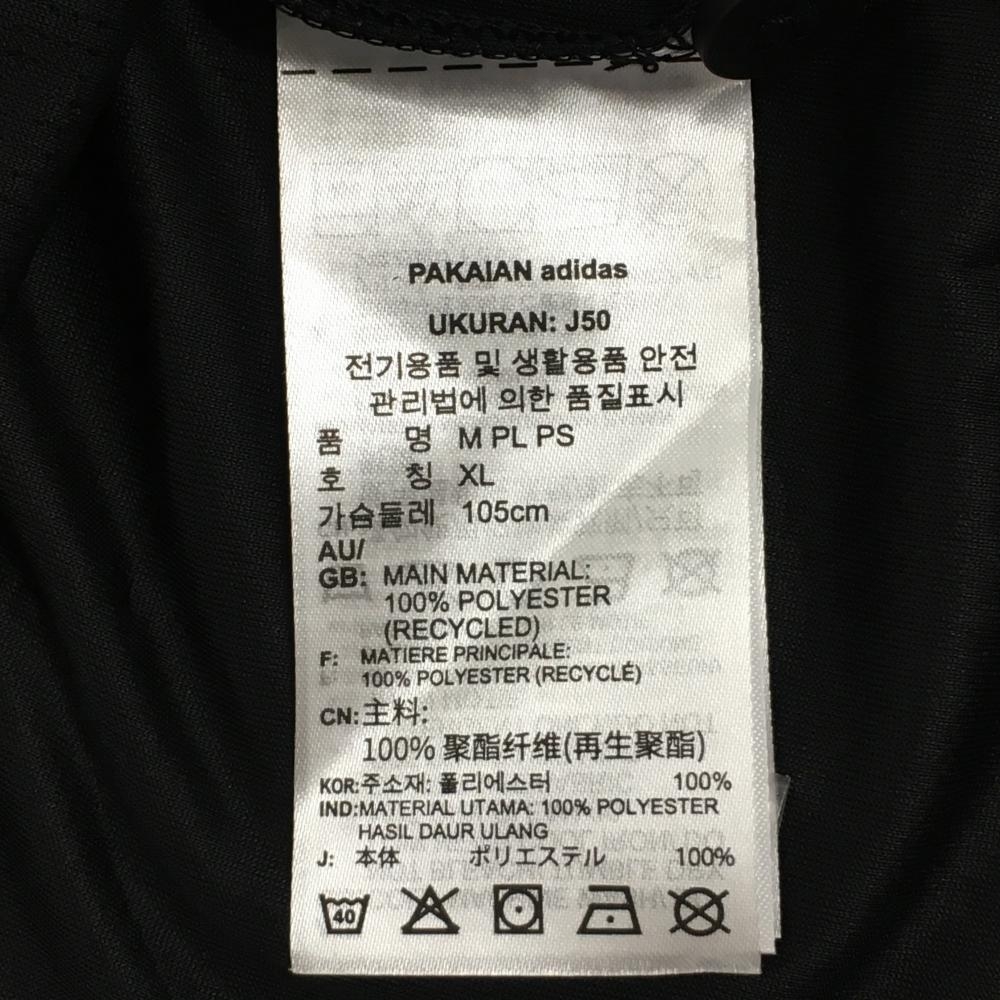 PAKAIAN adidas
UKURAN: J50
전기용품 및 생활용품 안전
관리법에 의한 품질표시
품 명 M PL PS
호 칭 XL
가슴둘레 105cm
AU/
GB: MAIN MATERIAL:
100% POLYESTER
(RECYCLED)
F: MATIERE PRINCIPALE:
100% POLYESTER (RECYCLÉ)
CN:主料:
100% 聚酯纤维(再生聚酯)
KOR:주소재: 폴리에스터 100%
IND:MATERIAL UTAMA: 100% POLYESTER
HASIL DAUR ULANG
J: 本体 ポリエステル 100%
40